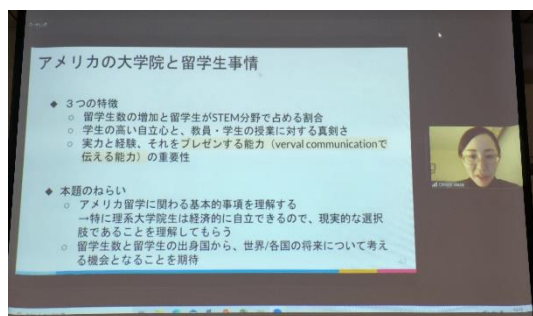 アメリカの大学院と留学生事情
◆ ３つの特徴
○ 留学生数の増加と留学生がSTEM分野で占める割合
○ 学生の高い自立心と、教員・学生の授業に対する真剣さ
○ 実力と経験、それをプレゼンする能力（verval communicationで
伝える能力）の重要性
◆ 本題のねらい
○ アメリカ留学に関わる基本的事項を理解する
→特に理系大学院生は経済的に自立できるので、現実的な選択
肢であることを理解してもらう
○ 留学生数と学生の出身国から、世界/各国の将来について考え
る機会となることを期待